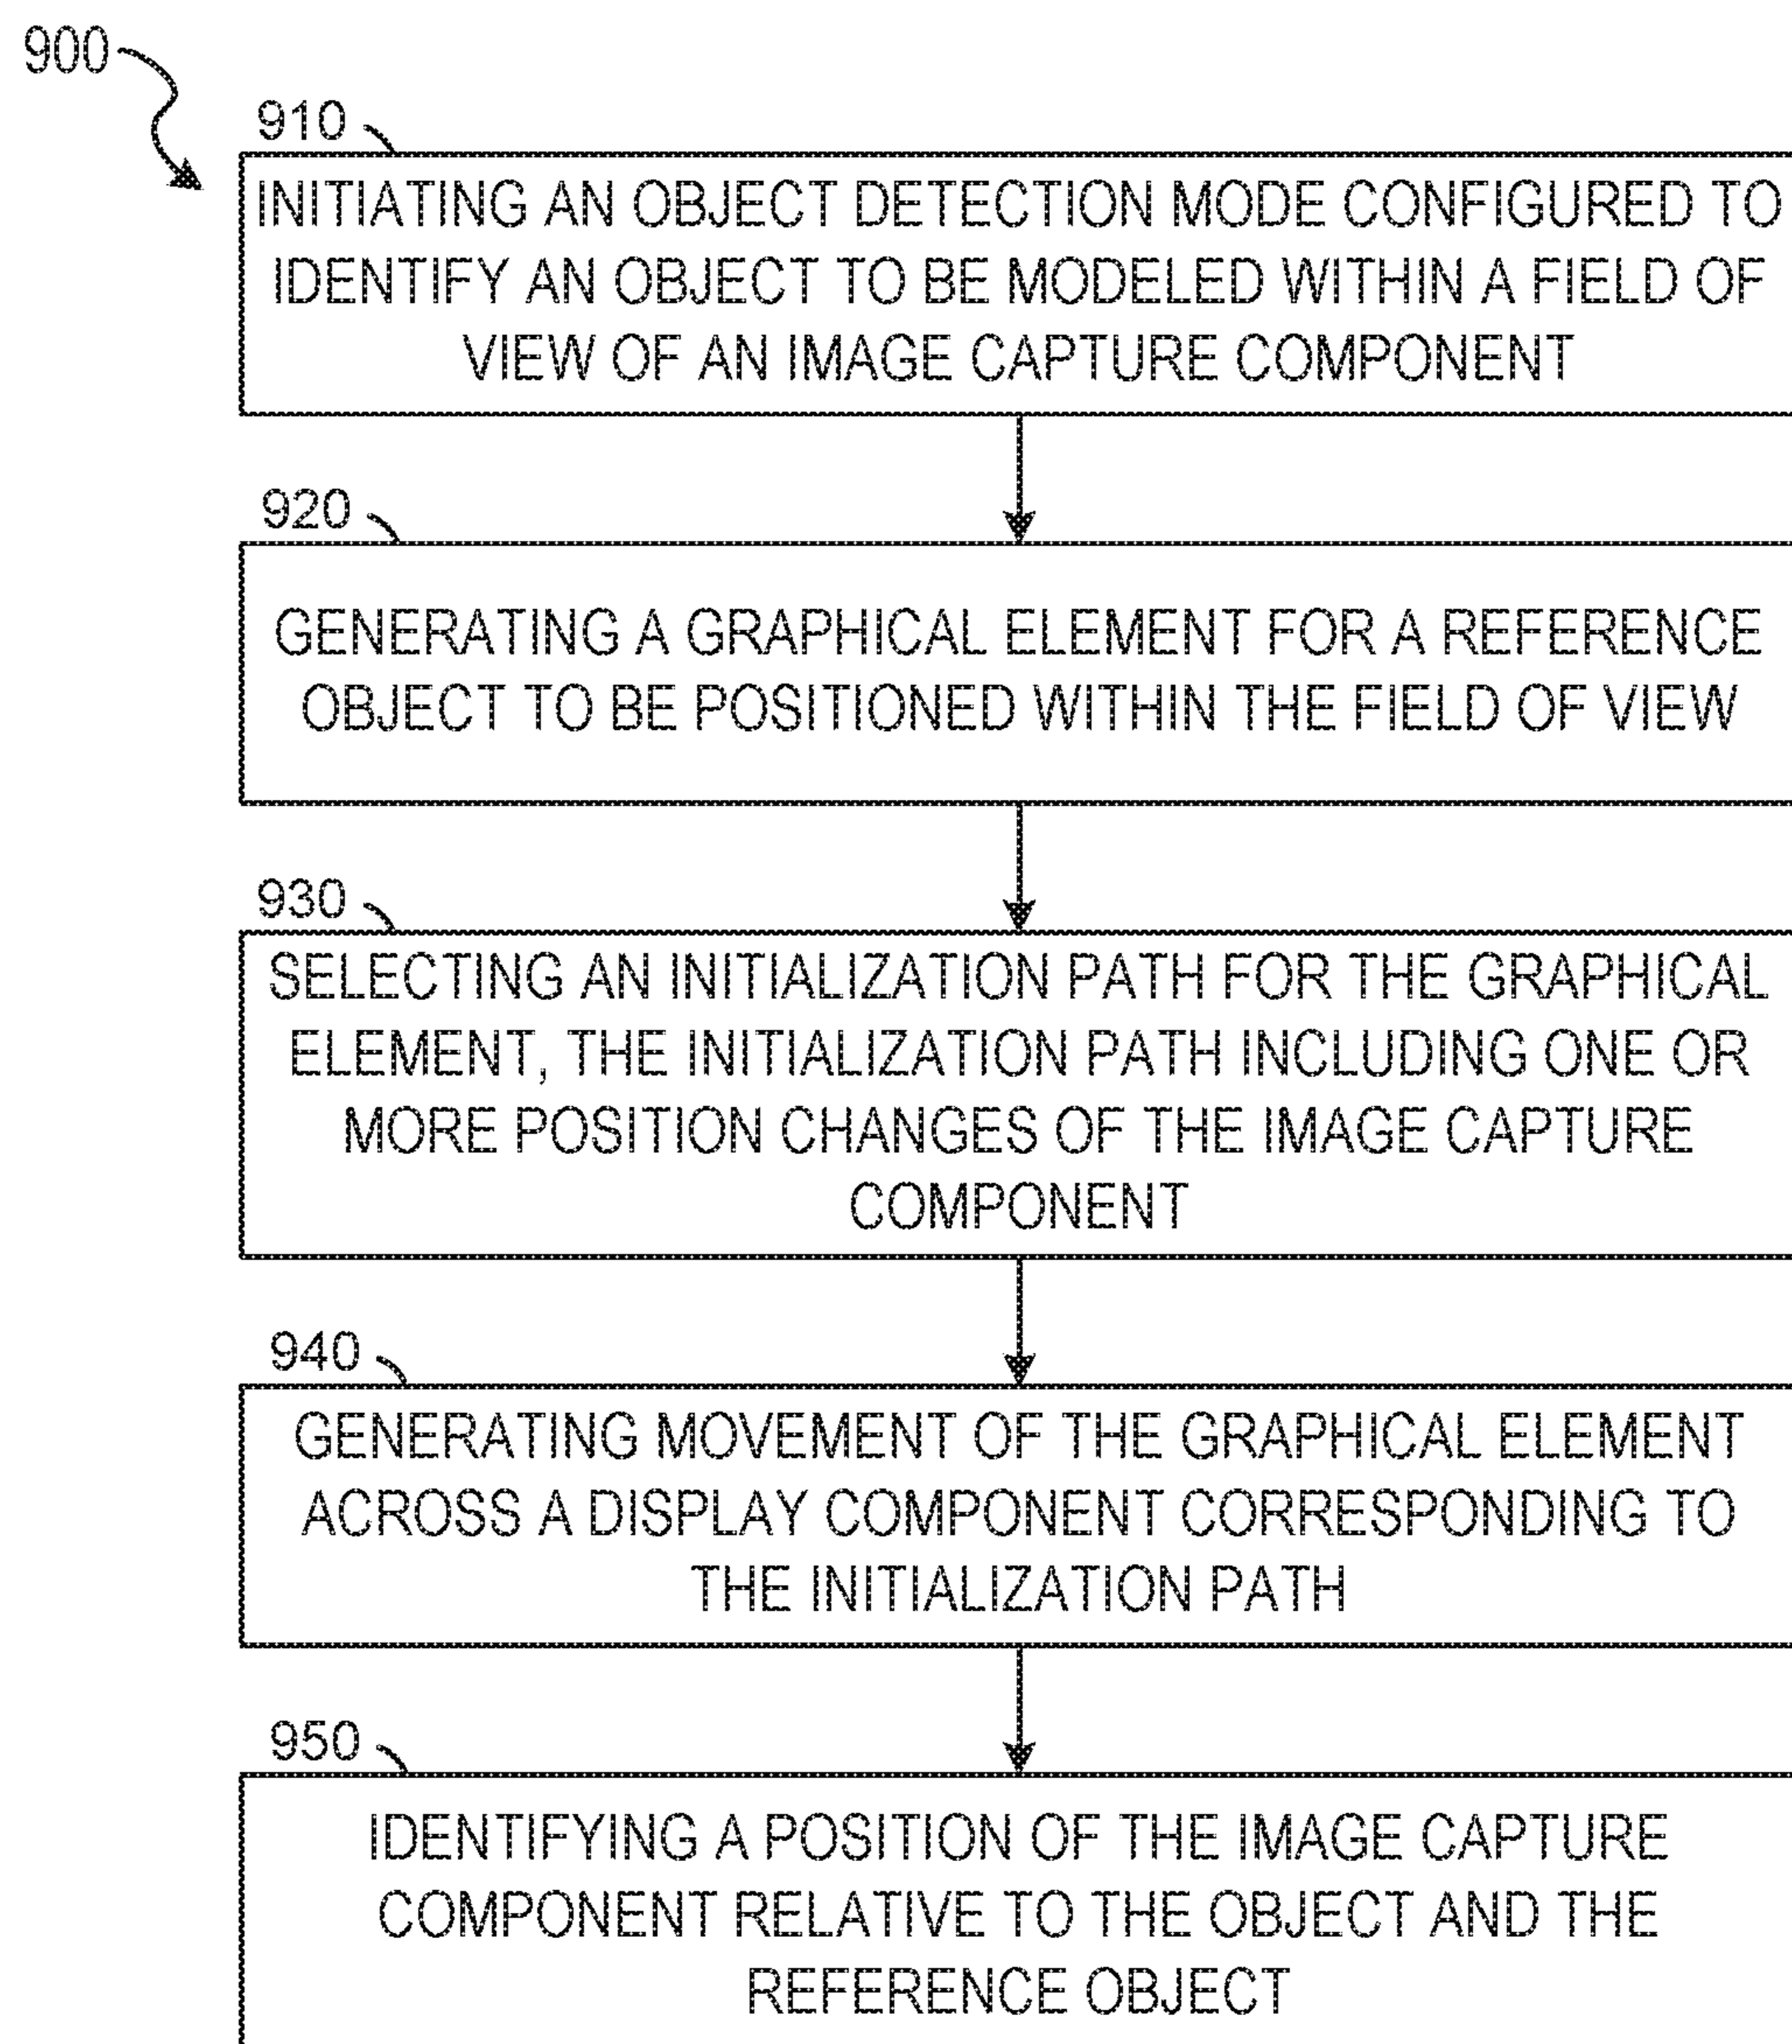 900
910
INITIATING AN OBJECT DETECTION MODE CONFIGURED TO
IDENTIFY AN OBJECT TO BE MODELED WITHIN A FIELD OF
VIEW OF AN IMAGE CAPTURE COMPONENT
920
GENERATING A GRAPHICAL ELEMENT FOR A REFERENCE
OBJECT TO BE POSITIONED WITHIN THE FIELD OF VIEW
930
SELECTING AN INITIALIZATION PATH FOR THE GRAPHICAL
ELEMENT, THE INITIALIZATION PATH INCLUDING ONE OR
MORE POSITION CHANGES OF THE IMAGE CAPTURE
COMPONENT
940
GENERATING MOVEMENT OF THE GRAPHICAL ELEMENT
ACROSS A DISPLAY COMPONENT CORRESPONDING TO
THE INITIALIZATION PATH
950
IDENTIFYING A POSITION OF THE IMAGE CAPTURE
COMPONENT RELATIVE TO THE OBJECT AND THE
REFERENCE OBJECT